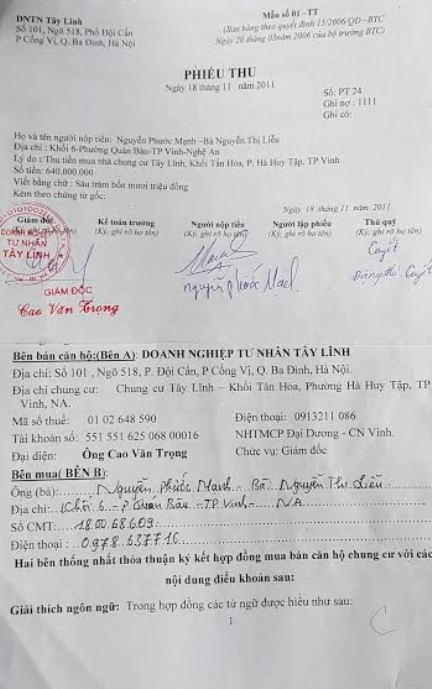 DNTN Tây Lĩnh
Số 101, Ngõ 518, Phố Đội Cấn
P Cống Vị, Q. Ba Đình, Hà Nội
Mẫu số 01 - TT
(Ban hàng theo quyết định 15/2006/QĐ-BTC
Ngày 20 tháng 03 năm 2006 của bộ trưởng BTC)
PHIẾU THU
Ngày 18 tháng 11 năm 2011
Số: PT 24
Ghi nợ : 1111
Ghi có:
Họ và tên người nộp tiền: Nguyễn Phước Mạnh -Bà Nguyễn Thị Liễu
Địa chỉ : Khối 6-Phường Quán Bàu-TP Vinh-Nghệ An
Lý do : Thu tiền mua nhà chung cư Tây Lĩnh, Khối Tân Hòa, P. Hà Huy Tập, TP Vinh
Số tiền: 640.000.000
Viết bằng chữ : Sáu trăm bốn mươi triệu đồng
Kèm theo chứng từ gốc:
Ngày 18 tháng 11 năm 2011
Giám đốc Kế toán trưởng Người nộp tiền Người lập phiếu Thủ quỹ
(Ký, ghi rõ họ tên) (Ký, ghi rõ họ tên) (Ký, ghi rõ họ tên) (Ký, ghi rõ họ tên)
DOANH NGHIỆP
TƯ NHÂN
TÂY LĨNH
GIÁM ĐỐC
Cao Văn Trọng
Nguyễn Phước Mạnh
Bên bán căn hộ:(Bên A): DOANH NGHIỆP TƯ NHÂN TÂY LĨNH
Địa chỉ: Số 101 , Ngõ 518, P. Đội Cấn, P Cống Vị, Q. Ba Đình, Hà Nội.
Địa chỉ chung cư: Chung cư Tây Lĩnh – Khối Tân Hòa, Phường Hà Huy Tập, TP
Vinh, NA.
Mã số thuế: 01 02 648 590 Điện thoại: 0913211 086
Tài khoản số: 551 551 625 068 00016 NHTMCP Đại Dương - CN Vinh.
Đại diện: Ông Cao Văn Trọng Chức vụ: Giám đốc
Bên mua( BÊN B):
Ông (bà): Nguyễn Phước Mạnh - Bà Nguyễn Thị Liễu
Địa chỉ: Khối 6 - P Quán Bàu - TP Vinh - NA
Số CMT:
Điện thoại : 0978.637716
Hai bên thống nhất thỏa thuận ký kết hợp đồng mua bán căn hộ chung cư với các
nội dung điều khoản sau:
Giải thích ngôn ngữ: Trong hợp đồng các từ ngữ được hiểu như sau:
1